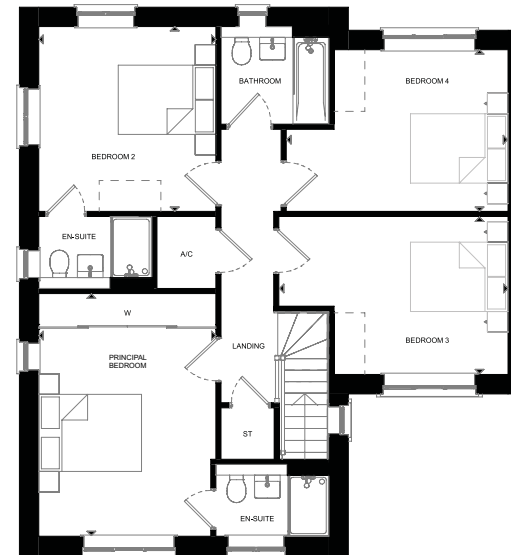 BATHROOM
BEDROOM 4
BEDROOM 2
EN-SUITE
A/C
W
LANDING
BEDROOM 3
PRINCIPAL
BEDROOM
ST
EN-SUITE